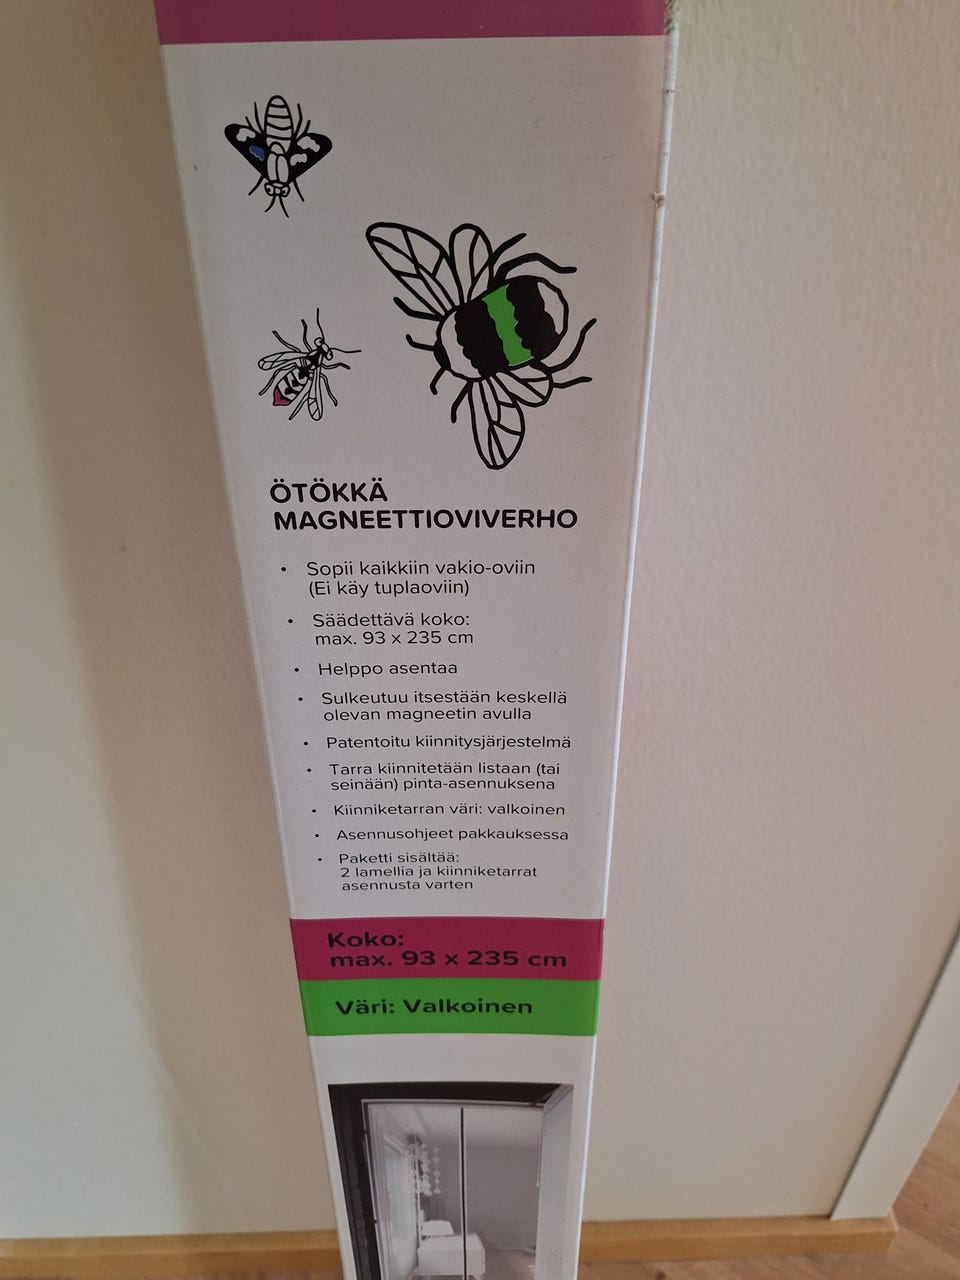 ÖTÖKKÄ
MAGNEETTIOVIVERHO
• Sopii kaikkiin vakio-oviin
(Ei käy tuplaoviin)
• Säädettävä koko:
max. 93 x 235 cm
• Helppo asentaa
• Sulkeutuu itsestään keskellä
olevan magneetin avulla
• Patentoitu kiinnitysjärjestelmä
• Tarra kiinnitetään listaan (tai
seinään) pinta-asennuksena
• Kiinniketarran väri: valkoinen
• Asennusohjeet pakkauksessa
• Paketti sisältää:
2 lamellia ja kiinniketarrat
asennusta varten
Koko:
max. 93 x 235 cm
Väri: Valkoinen